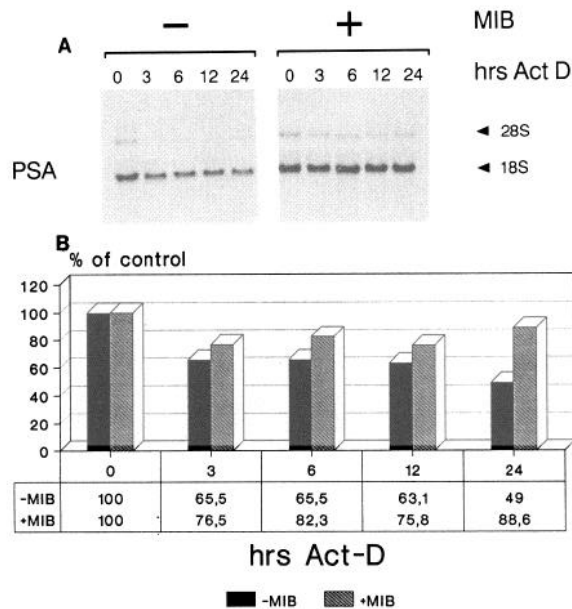 − + MIB
A
0 3 6 12 24 0 3 6 12 24 hrs Act D
◄ 28S
PSA ◄ 18S
B % of control
120
100
80
60
40
20
0
0 3 6 12 24
-MIB 100 65,5 65,5 63,1 49
+MIB 100 76,5 82,3 75,8 88,6
hrs Act-D
-MIB +MIB